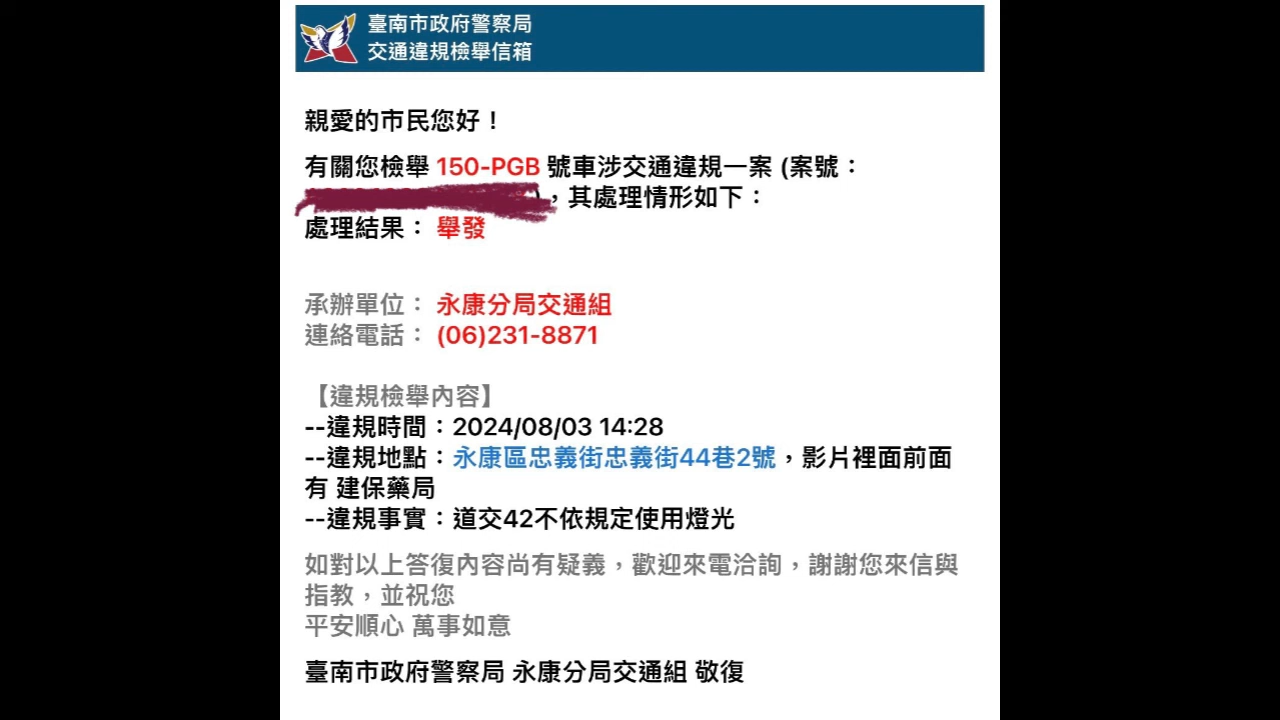 臺南市政府警察局
交通違規檢舉信箱
親愛的市民您好！
有關您檢舉 150-PGB 號車涉交通違規一案 (案號：
)，其處理情形如下：
處理結果： 舉發
承辦單位： 永康分局交通組
連絡電話： (06)231-8871
【違規檢舉內容】
--違規時間：2024/08/03 14:28
--違規地點：永康區忠義街忠義街44巷2號，影片裡面前面
有 建保藥局
--違規事實：道交42不依規定使用燈光
如對以上答復內容尚有疑義，歡迎來電洽詢，謝謝您來信與
指教，並祝您
平安順心 萬事如意
臺南市政府警察局 永康分局交通組 敬復